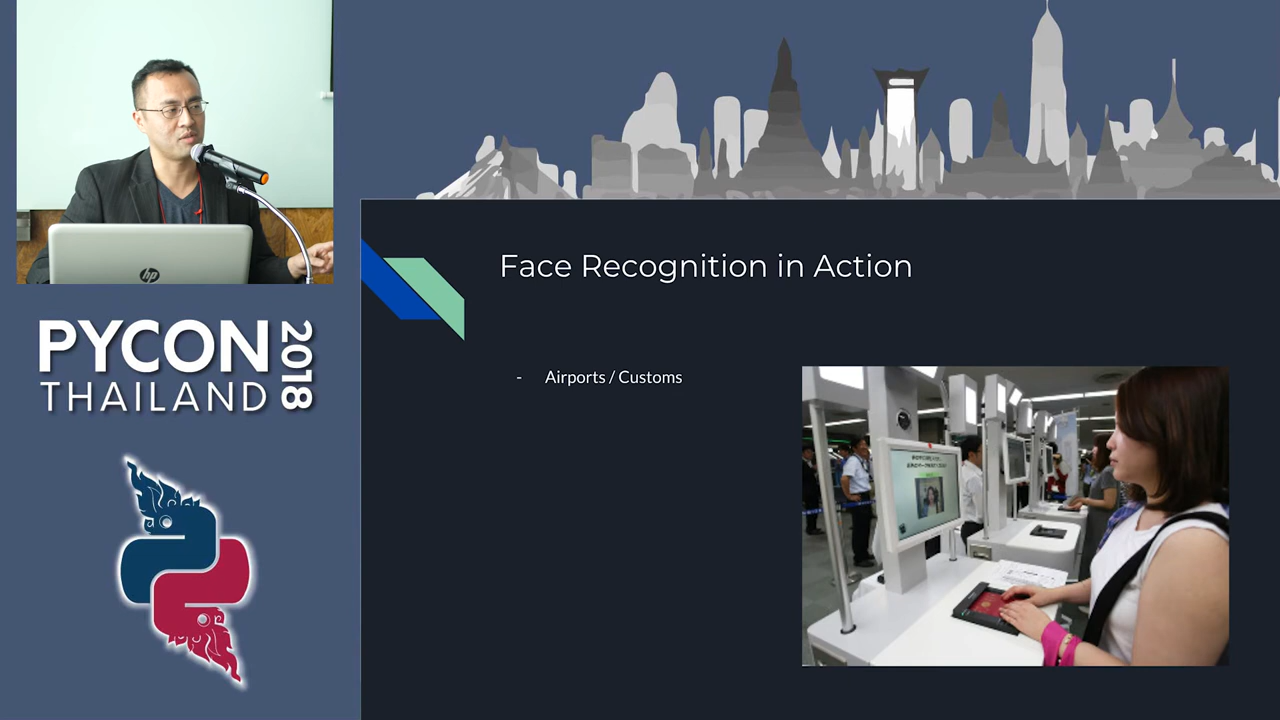 hp
PYCON
THAILAND
2018
Face Recognition in Action
- Airports / Customs